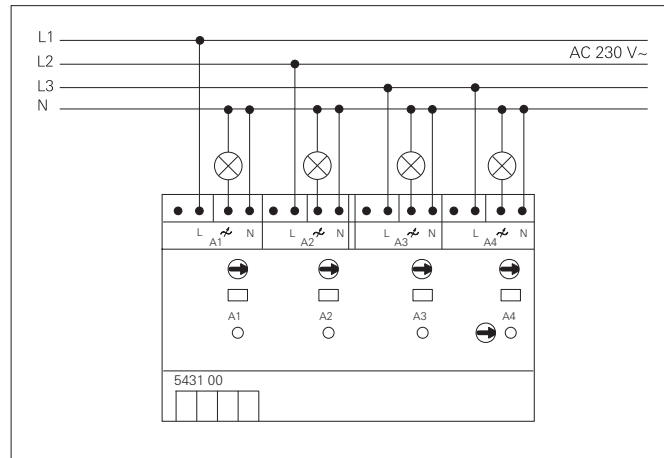 L1
AC 230 V~
L2
L3
N
L N L N L N L N
A1 A2 A3 A4
A1 A2 A3 A4
5431 00